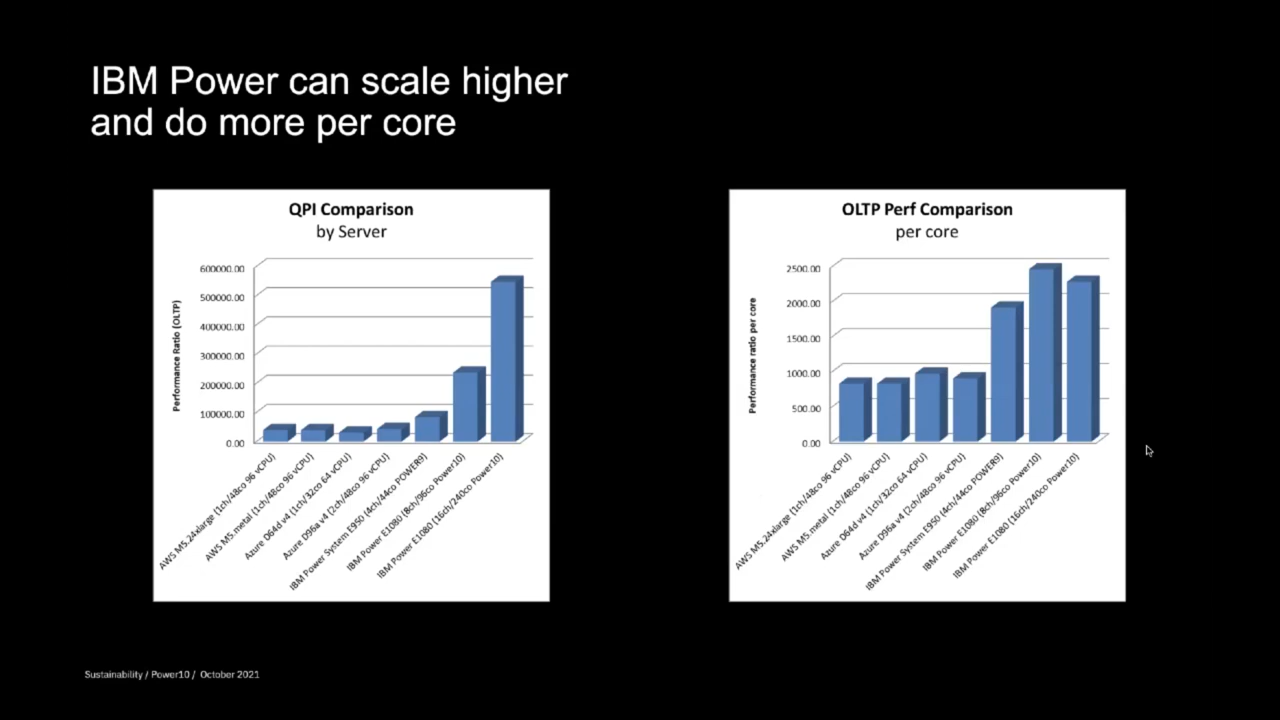 IBM Power can scale higher
and do more per core
QPI Comparison
by Server
Performance Ratio (OLTP)
600000.00
500000.00
400000.00
300000.00
200000.00
100000.00
0.00
AWS M5.24xlarge (1ch/48co 96 vCPU)
AWS M5.metal (1ch/48co 96 vCPU)
Azure D64d v4 (1ch/32co 64 vCPU)
Azure D96a v4 (2ch/48co 96 vCPU)
IBM Power System E950 (4ch/44co POWER9)
IBM Power E1080 (8ch/96co Power10)
IBM Power E1080 (16ch/240co Power10)
OLTP Perf Comparison
per core
Performance ratio per core
2500.00
2000.00
1500.00
1000.00
500.00
0.00
AWS M5.24xlarge (1ch/48co 96 vCPU)
AWS M5.metal (1ch/48co 96 vCPU)
Azure D64d v4 (1ch/32co 64 vCPU)
Azure D96a v4 (2ch/48co 96 vCPU)
IBM Power System E950 (4ch/44co POWER9)
IBM Power E1080 (8ch/96co Power10)
IBM Power E1080 (16ch/240co Power10)
Sustainability / Power10 / October 2021